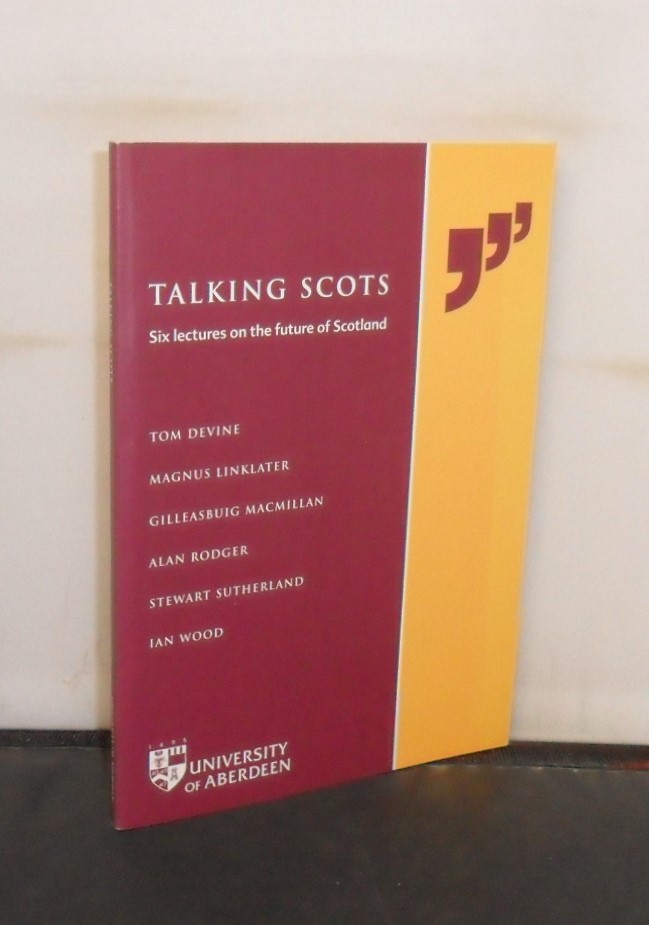 TALKING SCOTS
Six lectures on the future of Scotland
TOM DEVINE
MAGNUS LINKLATER
GILLEASBUIG MACMILLAN
ALAN RODGER
STEWART SUTHERLAND
IAN WOOD
1495
UNIVERSITY
OF ABERDEEN